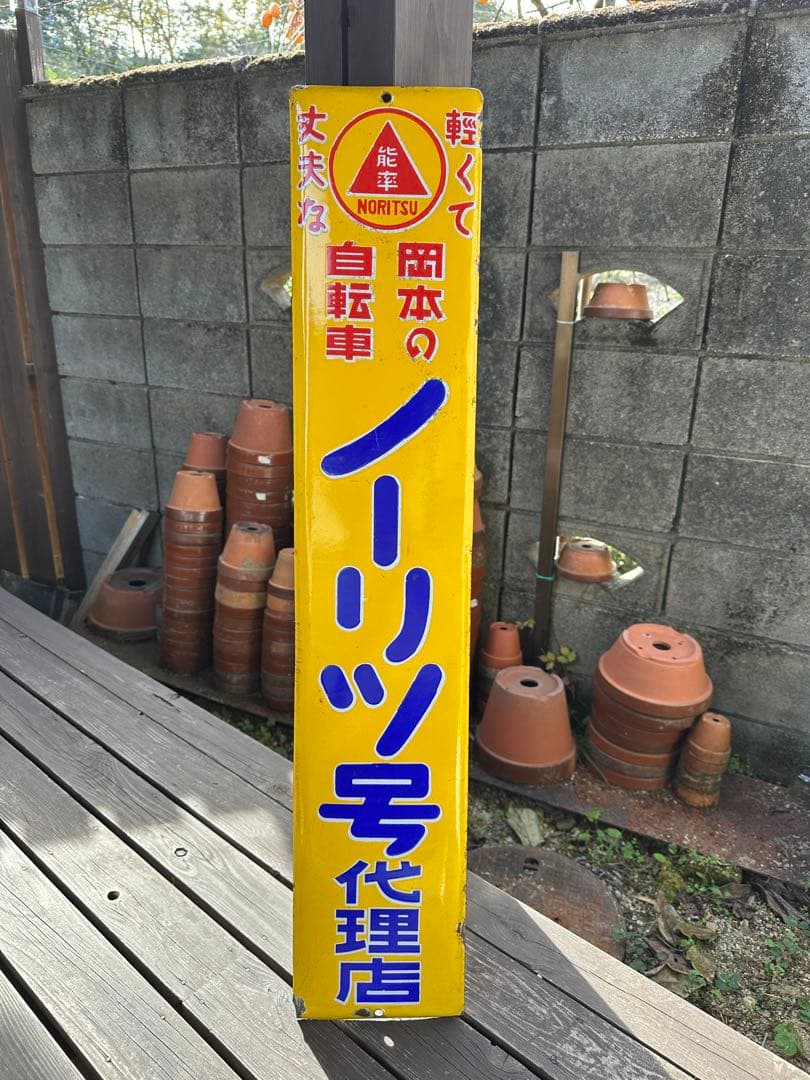 軽くて
丈夫な
能率
NORITSU
岡本の
自転車
ノーリツ号
代理店